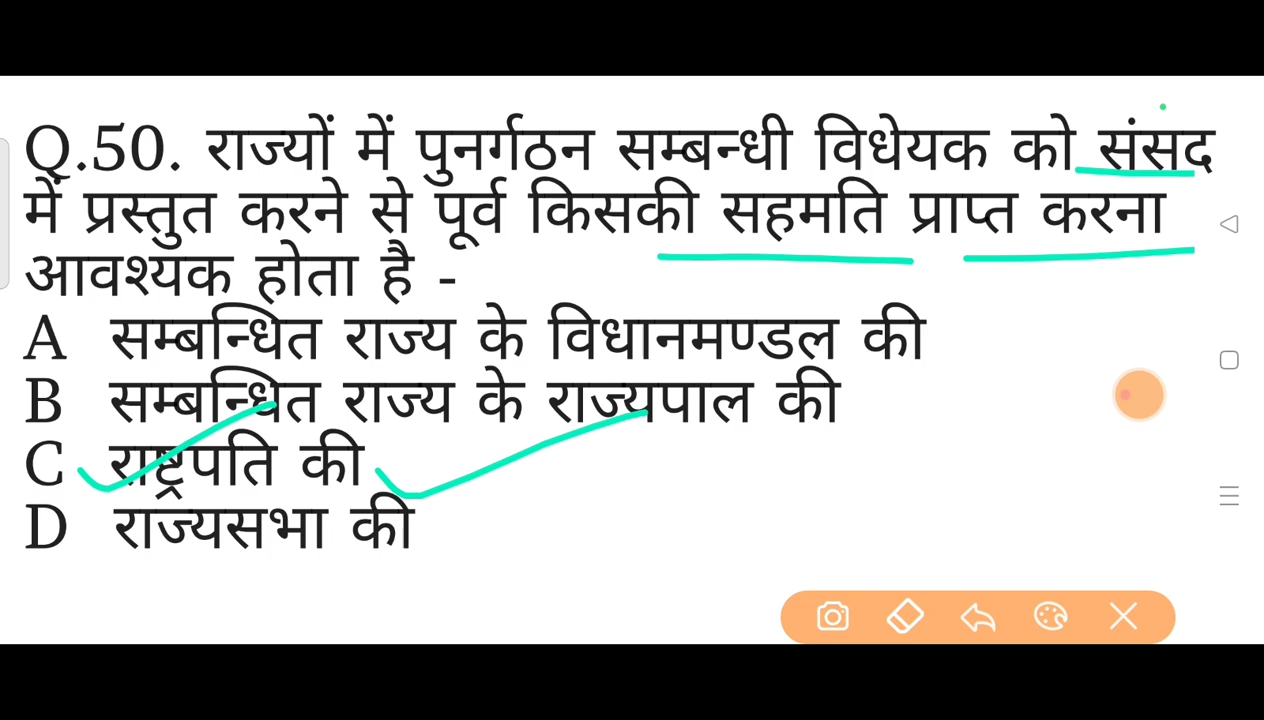 Q.50. राज्यों में पुनर्गठन सम्बन्धी विधेयक को संसद
में प्रस्तुत करने से पूर्व किसकी सहमति प्राप्त करना
आवश्यक होता है -
A सम्बन्धित राज्य के विधानमण्डल की
B सम्बन्धित राज्य के राज्यपाल की
C राष्ट्रपति की
D राज्यसभा की